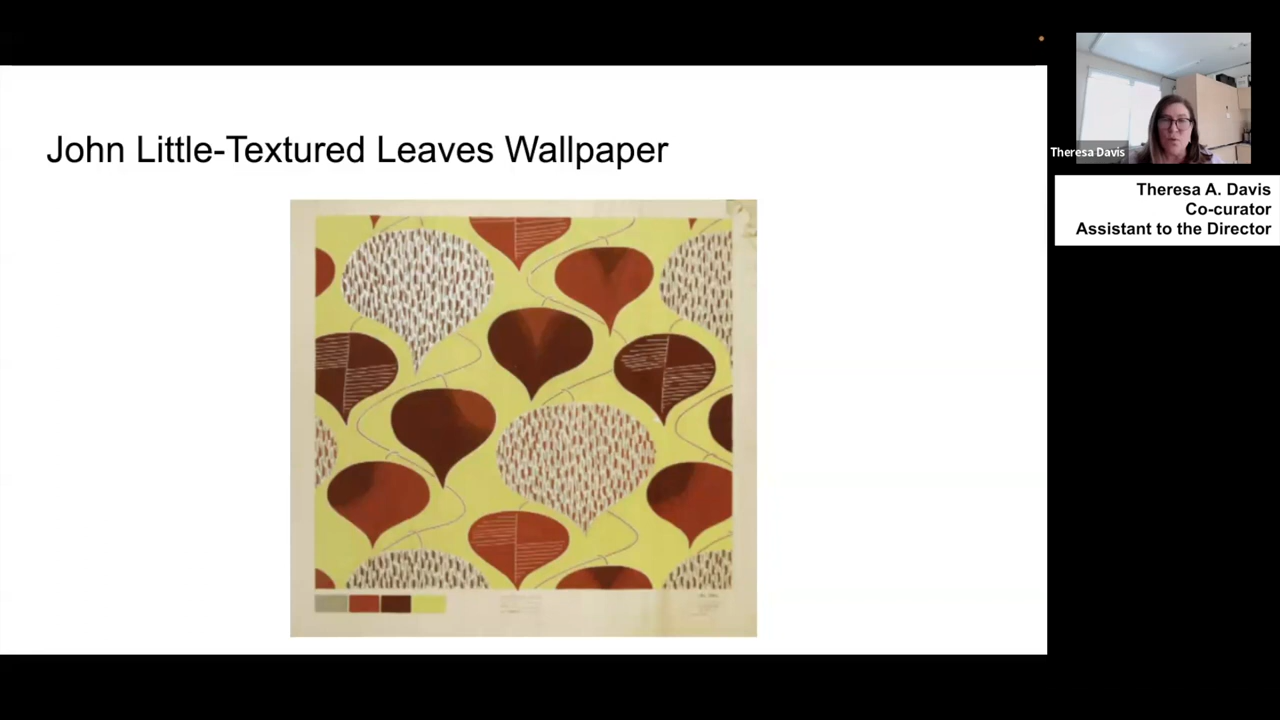 John Little-Textured Leaves Wallpaper
Theresa Davis
Theresa A. Davis
Co-curator
Assistant to the Director